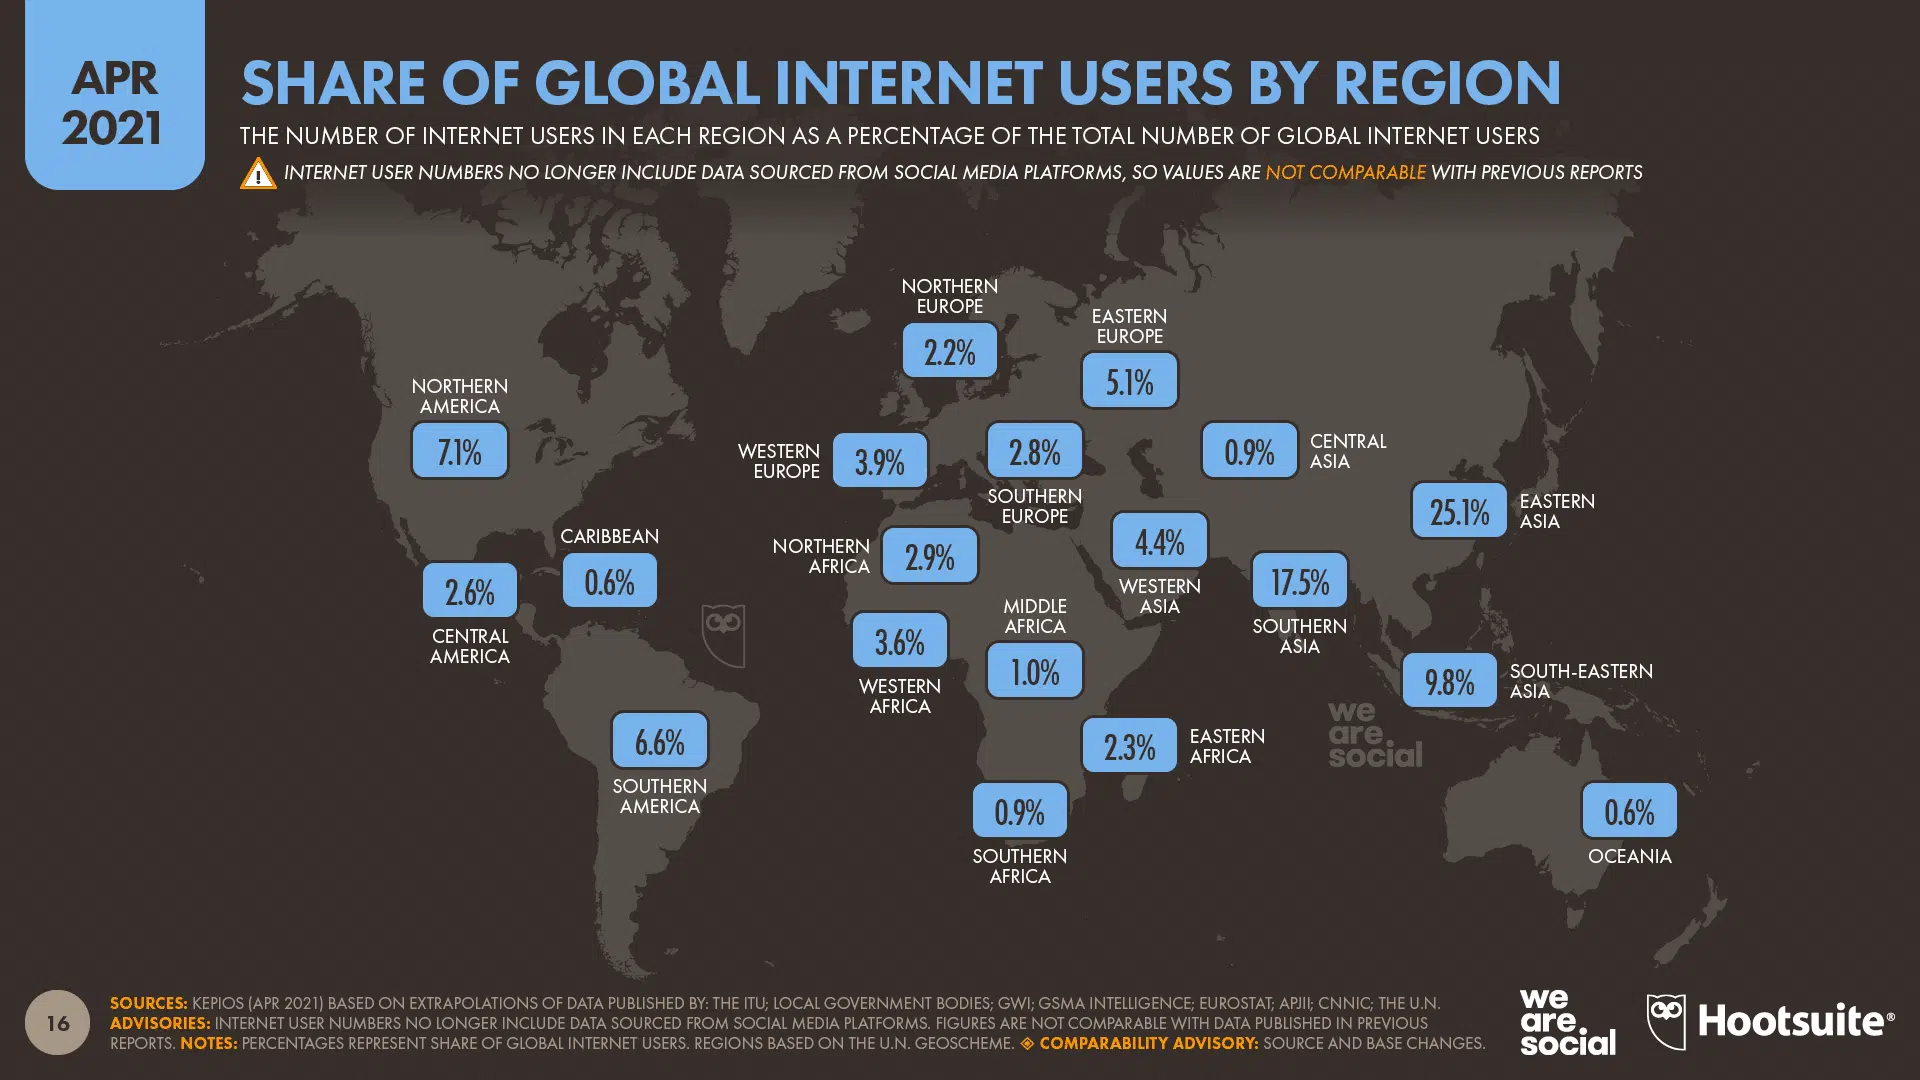 APR
2021
SHARE OF GLOBAL INTERNET USERS BY REGION
THE NUMBER OF INTERNET USERS IN EACH REGION AS A PERCENTAGE OF THE TOTAL NUMBER OF GLOBAL INTERNET USERS
INTERNET USER NUMBERS NO LONGER INCLUDE DATA SOURCED FROM SOCIAL MEDIA PLATFORMS, SO VALUES ARE NOT COMPARABLE WITH PREVIOUS REPORTS
NORTHERN
EUROPE
2.2%
EASTERN
EUROPE
5.1%
NORTHERN
AMERICA
7.1%
WESTERN
EUROPE
3.9%
2.8%
SOUTHERN
EUROPE
0.9%
CENTRAL
ASIA
25.1%
EASTERN
ASIA
CARIBBEAN
0.6%
2.6%
CENTRAL
AMERICA
NORTHERN
AFRICA
2.9%
4.4%
WESTERN
ASIA
17.5%
SOUTHERN
ASIA
MIDDLE
AFRICA
1.0%
3.6%
WESTERN
AFRICA
9.8%
SOUTH-EASTERN
ASIA
we
are
social
6.6%
SOUTHERN
AMERICA
2.3%
EASTERN
AFRICA
0.9%
SOUTHERN
AFRICA
0.6%
OCEANIA
16
SOURCES: KEPIOS (APR 2021) BASED ON EXTRAPOLATIONS OF DATA PUBLISHED BY: THE ITU; LOCAL GOVERNMENT BODIES; GWI; GSMA INTELLIGENCE; EUROSTAT; APJII; CNNIC; THE U.N.
ADVISORIES: INTERNET USER NUMBERS NO LONGER INCLUDE DATA SOURCED FROM SOCIAL MEDIA PLATFORMS. FIGURES ARE NOT COMPARABLE WITH DATA PUBLISHED IN PREVIOUS
REPORTS. NOTES: PERCENTAGES REPRESENT SHARE OF GLOBAL INTERNET USERS. REGIONS BASED ON THE U.N. GEOSCHEME. ◈ COMPARABILITY ADVISORY: SOURCE AND BASE CHANGES.
we
are
social
Hootsuite®